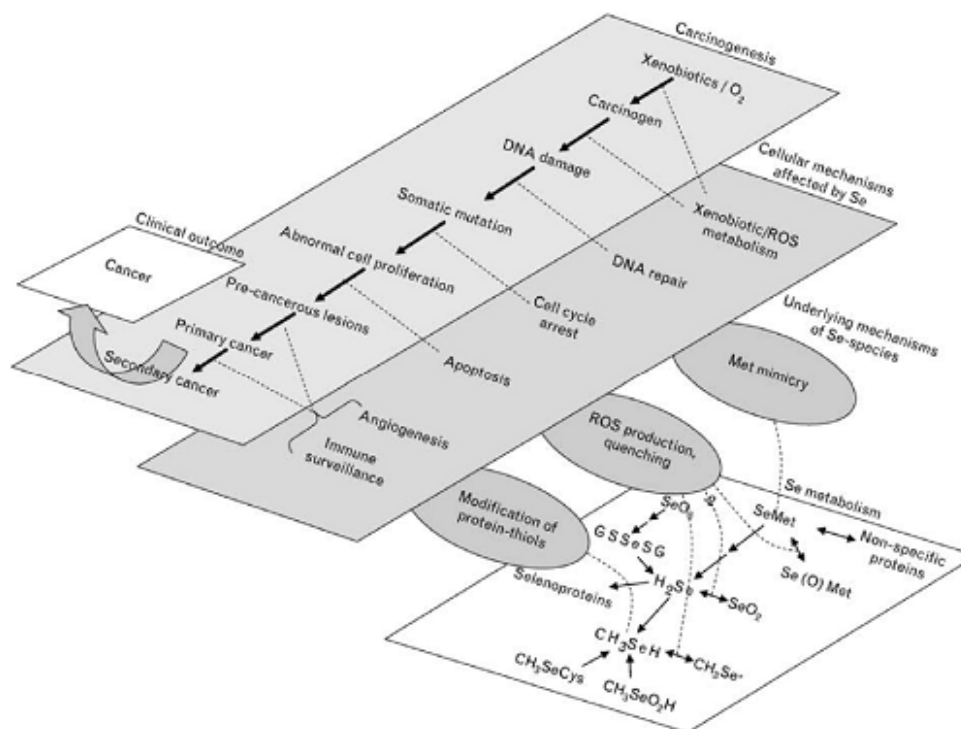 Carcinogenesis
Xenobiotics / O₂
Carcinogen
DNA damage
Somatic mutation
Abnormal cell proliferation
Pre-cancerous lesions
Primary cancer
Secondary cancer
Clinical outcome
Cancer
Cellular mechanisms
affected by Se
Xenobiotic/ROS
metabolism
DNA repair
Cell cycle
arrest
Apoptosis
Angiogenesis
Immune
surveillance
Underlying mechanisms
of Se-species
Met mimicry
ROS production,
quenching
Modification of
protein-thiols
Se metabolism
SeMet
Non-specific
proteins
Se (O) Met
GSSeSG
H₂Se
SeO₂
Selenoproteins
CH₃SeH
CH₃SeCys
CH₃SeO₂H